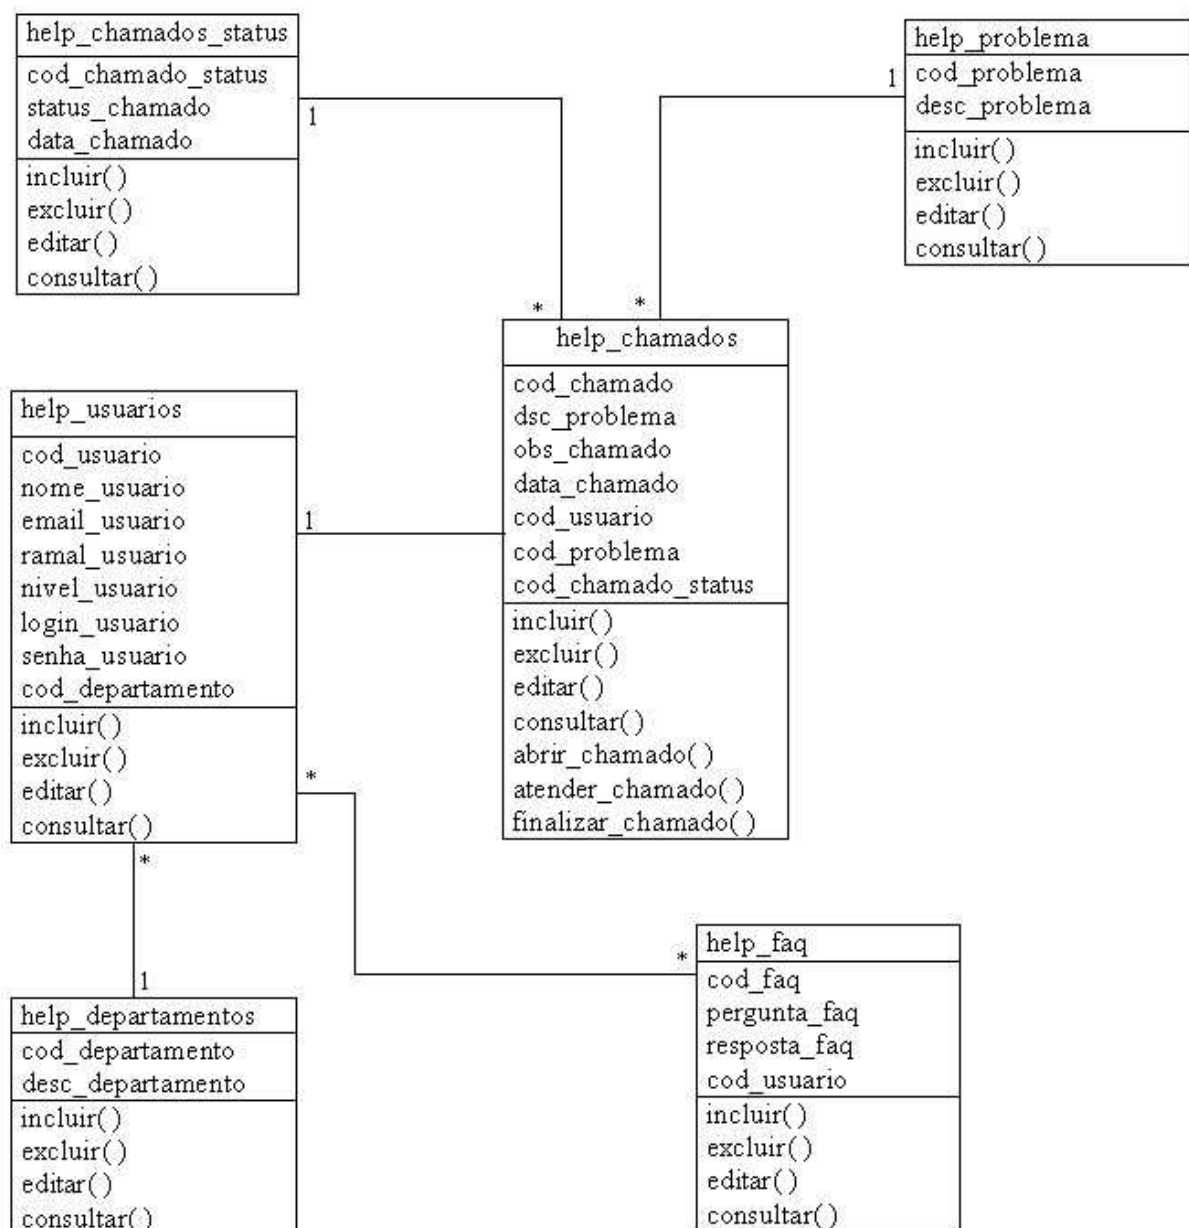 help_chamados_status
cod_chamado_status
status_chamado
data_chamado
incluir()
excluir()
editar()
consultar()
1
*
help_problema
cod_problema
desc_problema
incluir()
excluir()
editar()
consultar()
1
*
help_chamados
cod_chamado
dsc_problema
obs_chamado
data_chamado
cod_usuario
cod_problema
cod_chamado_status
incluir()
excluir()
editar()
consultar()
abrir_chamado()
atender_chamado()
finalizar_chamado()
help_usuarios
cod_usuario
nome_usuario
email_usuario
ramal_usuario
nivel_usuario
login_usuario
senha_usuario
cod_departamento
incluir()
excluir()
editar()
consultar()
1
*
*
1
help_departamentos
cod_departamento
desc_departamento
incluir()
excluir()
editar()
consultar()
*
help_faq
cod_faq
pergunta_faq
resposta_faq
cod_usuario
incluir()
excluir()
editar()
consultar()